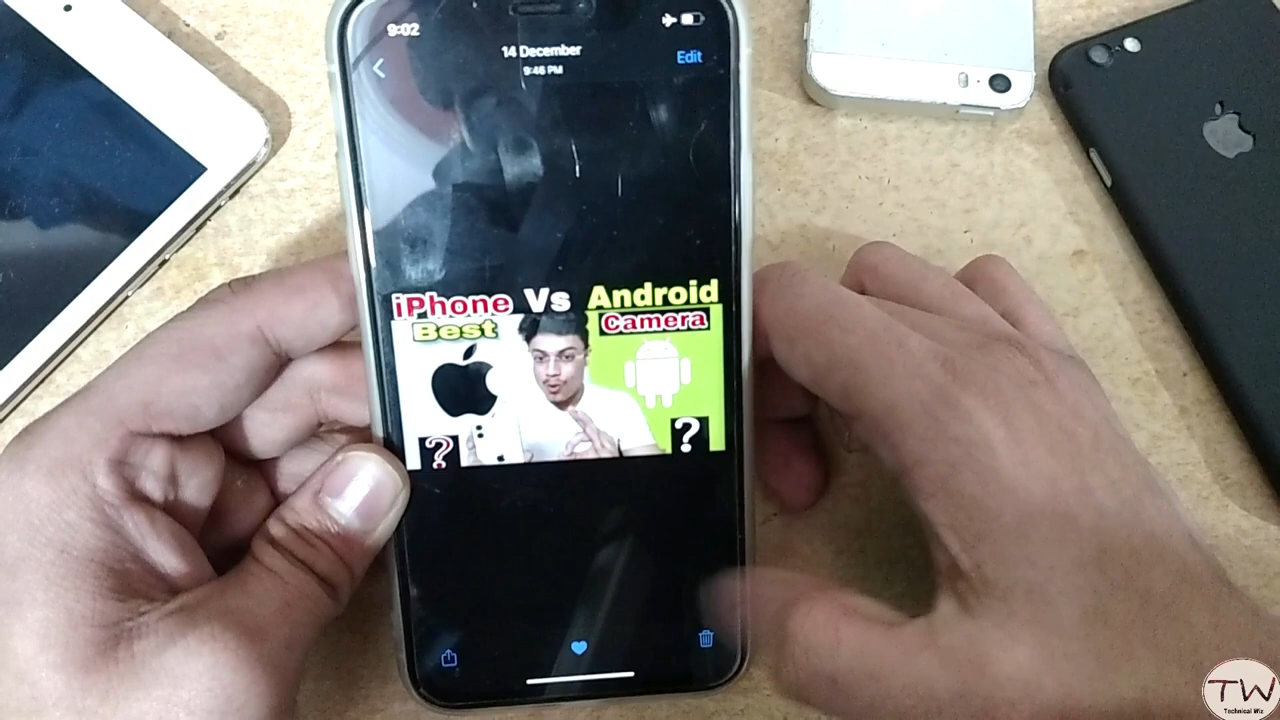 9:02
14 December
9:46 PM
Edit
iPhone Vs Android
Best
Camera
?
?
TW
Technical Wiz